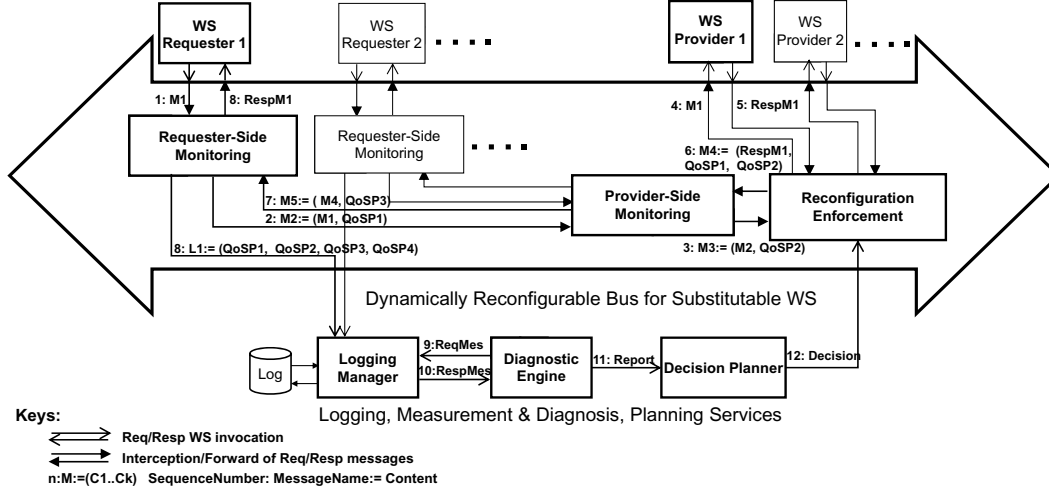 WS
Requester 1
WS
Requester 2
WS
Provider 1
WS
Provider 2
1: M1
8: RespM1
4: M1
5: RespM1
Requester-Side
Monitoring
Requester-Side
Monitoring
6: M4:= (RespM1,
QoSP1, QoSP2)
Provider-Side
Monitoring
Reconfiguration
Enforcement
7: M5:= ( M4, QoSP3)
2: M2:= (M1, QoSP1)
3: M3:= (M2, QoSP2)
8: L1:= (QoSP1, QoSP2, QoSP3, QoSP4)
Dynamically Reconfigurable Bus for Substitutable WS
Log
Logging
Manager
9:ReqMes
10:RespMes
Diagnostic
Engine
11: Report
Decision Planner
12: Decision
Logging, Measurement & Diagnosis, Planning Services
Keys:
Req/Resp WS invocation
Interception/Forward of Req/Resp messages
n:M:=(C1..Ck) SequenceNumber: MessageName:= Content